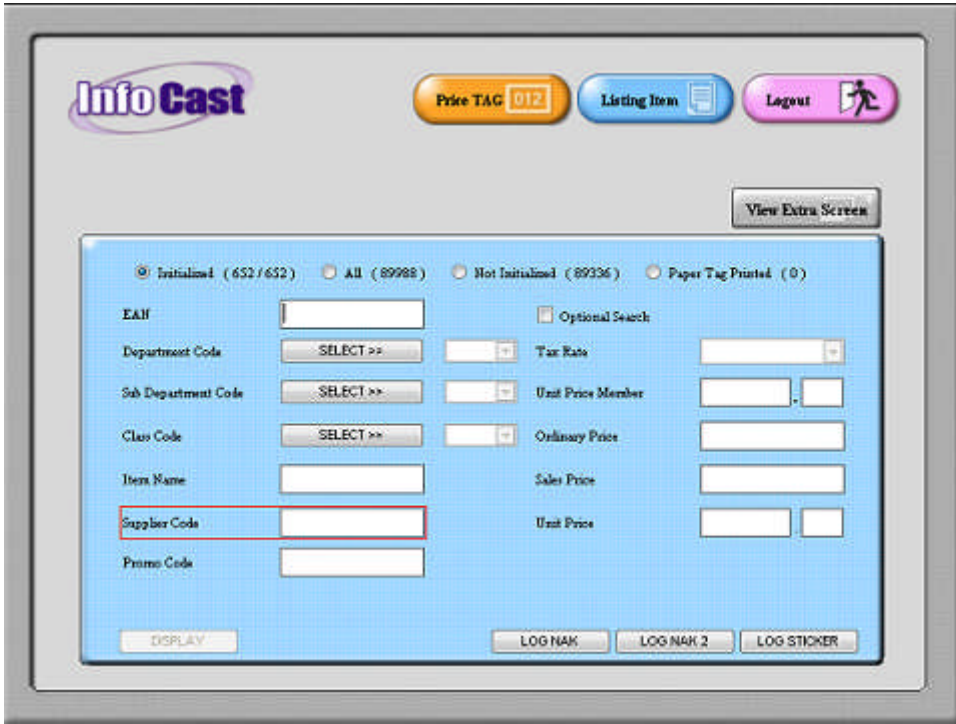 Info Cast
Price TAG 012
Listing Item
Logout
View Extra Screen
Initialized ( 652 / 652 ) All ( 89988 ) Not Initialized ( 89336 ) Paper Tag Printed ( 0 )
EAN Optional Search
Department Code SELECT >> Tax Rate
Sub Department Code SELECT >> Unit Price Member .
Class Code SELECT >> Ordinary Price
Item Name Sales Price
Supplier Code Unit Price .
Promo Code
DISPLAY LOG NAK LOG NAK 2 LOG STICKER